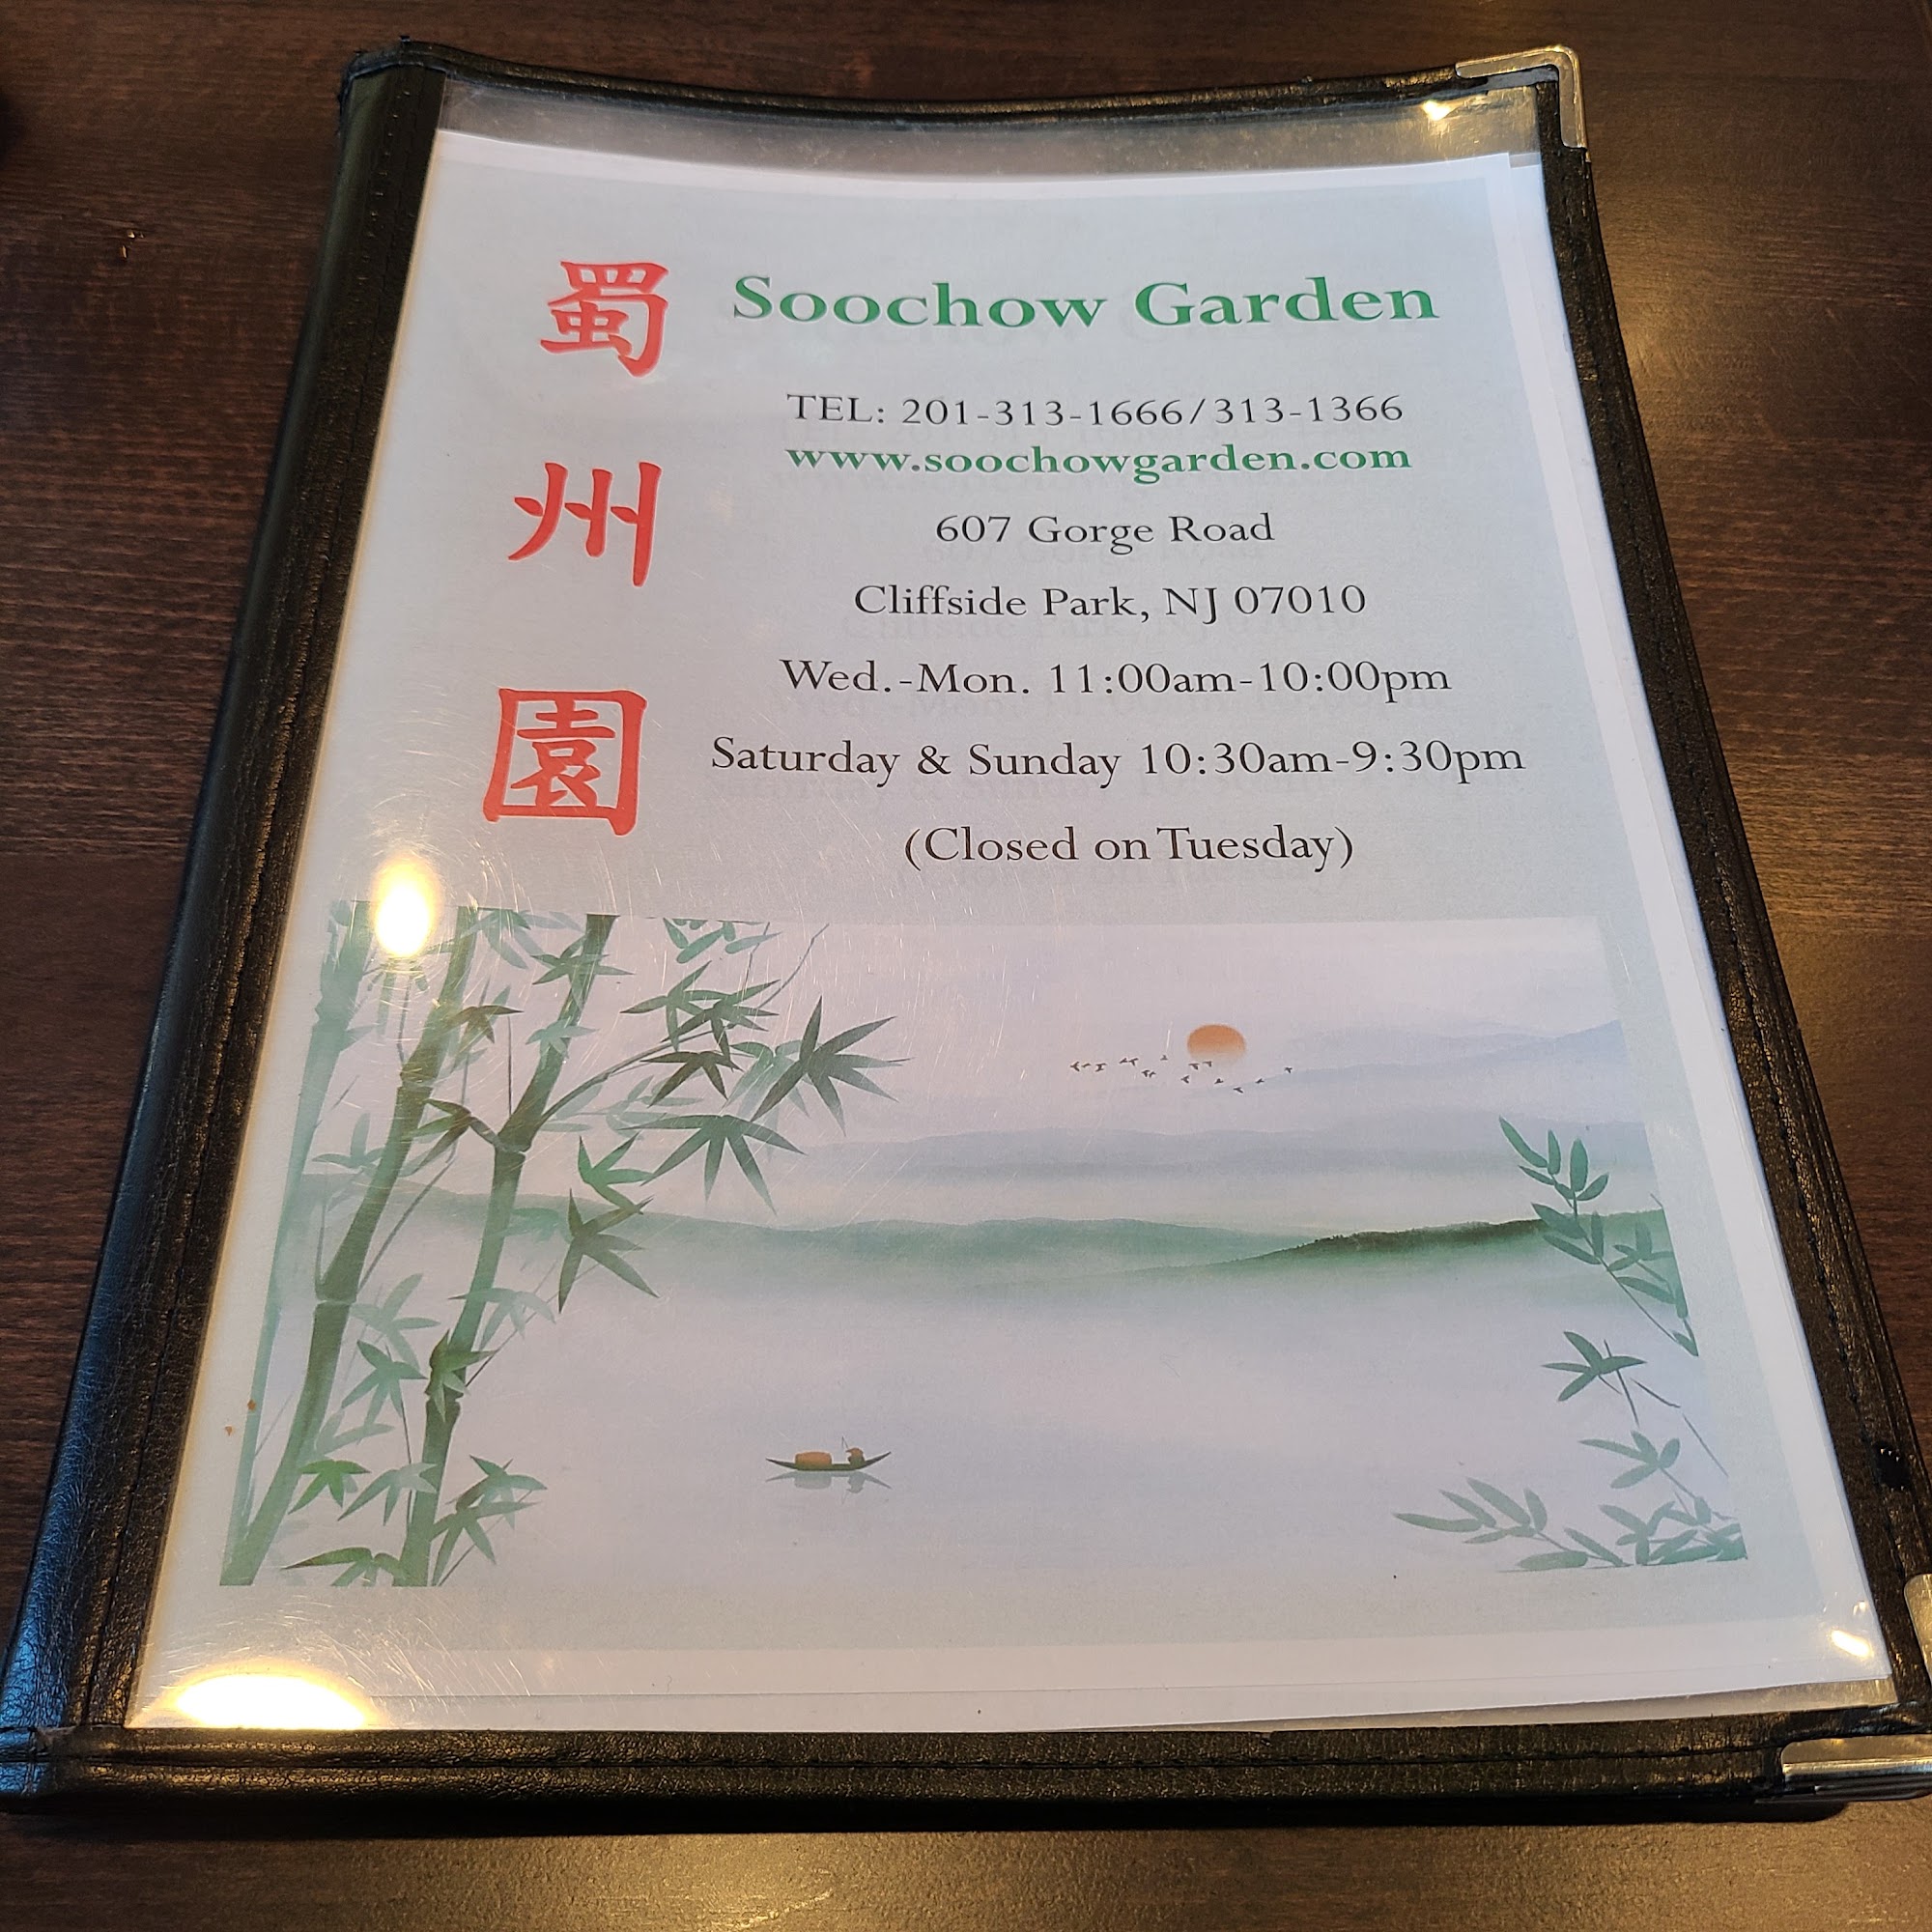 蜀州園
Soochow Garden
TEL: 201-313-1666/313-1366
www.soochowgarden.com
607 Gorge Road
Cliffside Park, NJ 07010
Wed.-Mon. 11:00am-10:00pm
Saturday & Sunday 10:30am-9:30pm
(Closed on Tuesday)